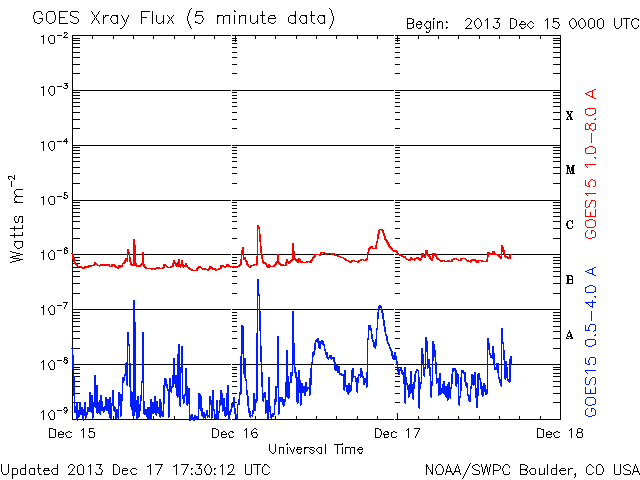 GOES Xray Flux (5 minute data)
Begin: 2013 Dec 15 0000 UTC
10-2
10-3
10-4
10-5
10-6
10-7
10-8
10-9
Watts m-2
X
M
C
B
A
GOES15 1.0-8.0 A
GOES15 0.5-4.0 A
Dec 15
Dec 16
Dec 17
Dec 18
Universal Time
Updated 2013 Dec 17 17:30:12 UTC
NOAA/SWPC Boulder, CO USA